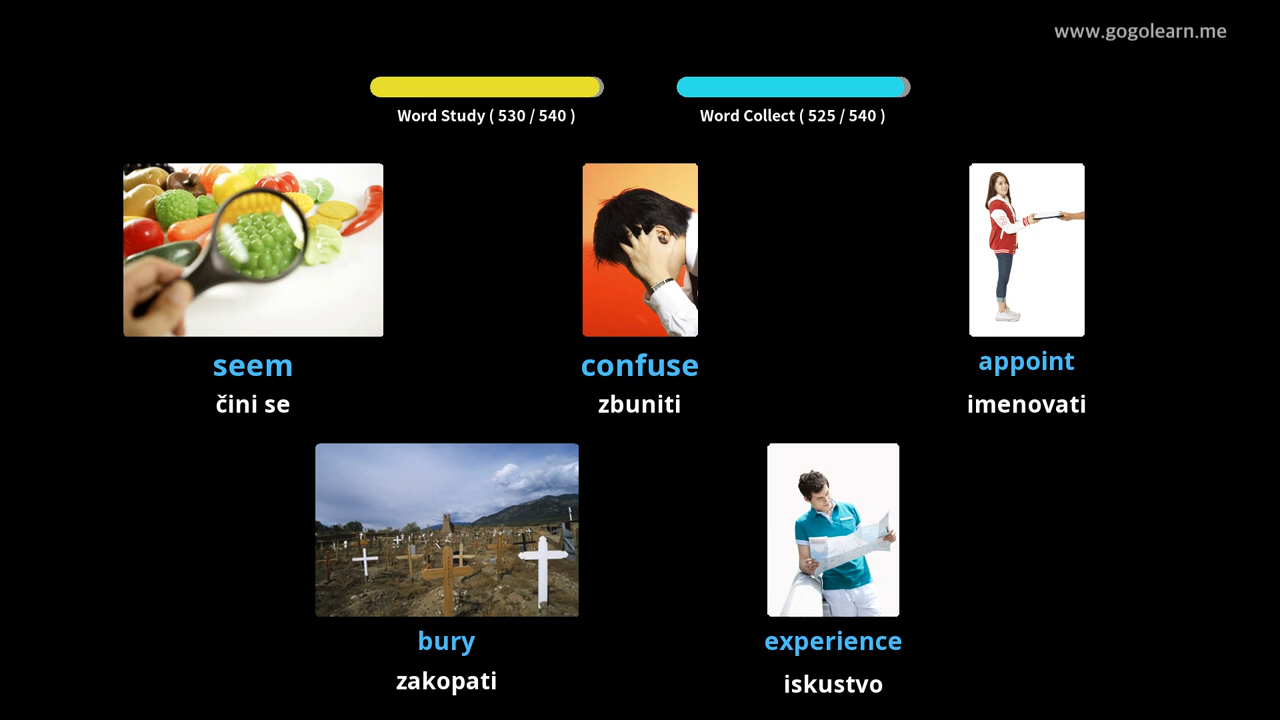 www.gogolearn.me
Word Study ( 530 / 540 )
Word Collect ( 525 / 540 )
seem
čini se
confuse
zbuniti
appoint
imenovati
bury
zakopati
experience
iskustvo